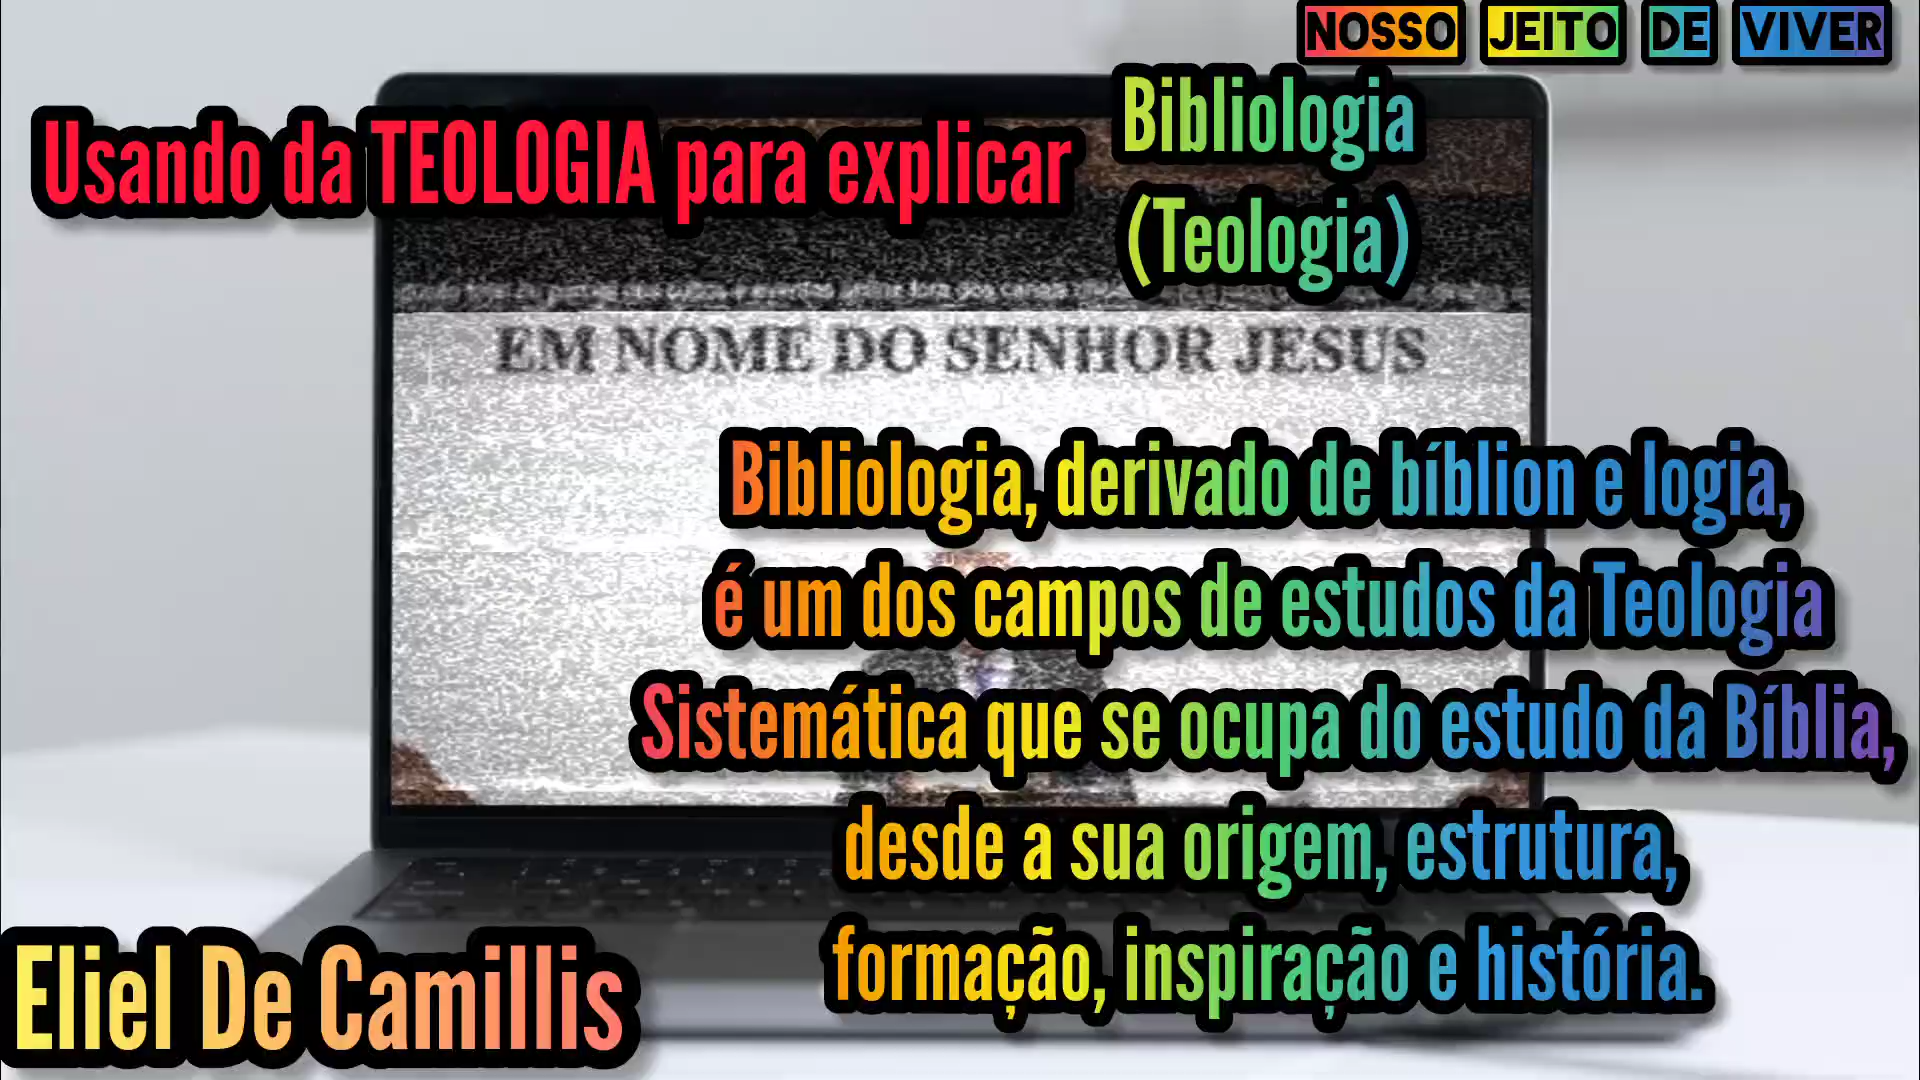 NOSSO JEITO DE VIVER
Usando da TEOLOGIA para explicar
Bibliologia
(Teologia)
EM NOME DO SENHOR JESUS
Bibliologia, derivado de bíblion e logia,
é um dos campos de estudos da Teologia
Sistemática que se ocupa do estudo da Bíblia,
desde a sua origem, estrutura,
formação, inspiração e história.
Eliel De Camillis